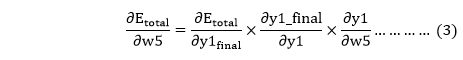 ∂E_total/∂w5 = ∂E_total/∂y1_final × ∂y1_final/∂y1 × ∂y1/∂w5 ………… (3)